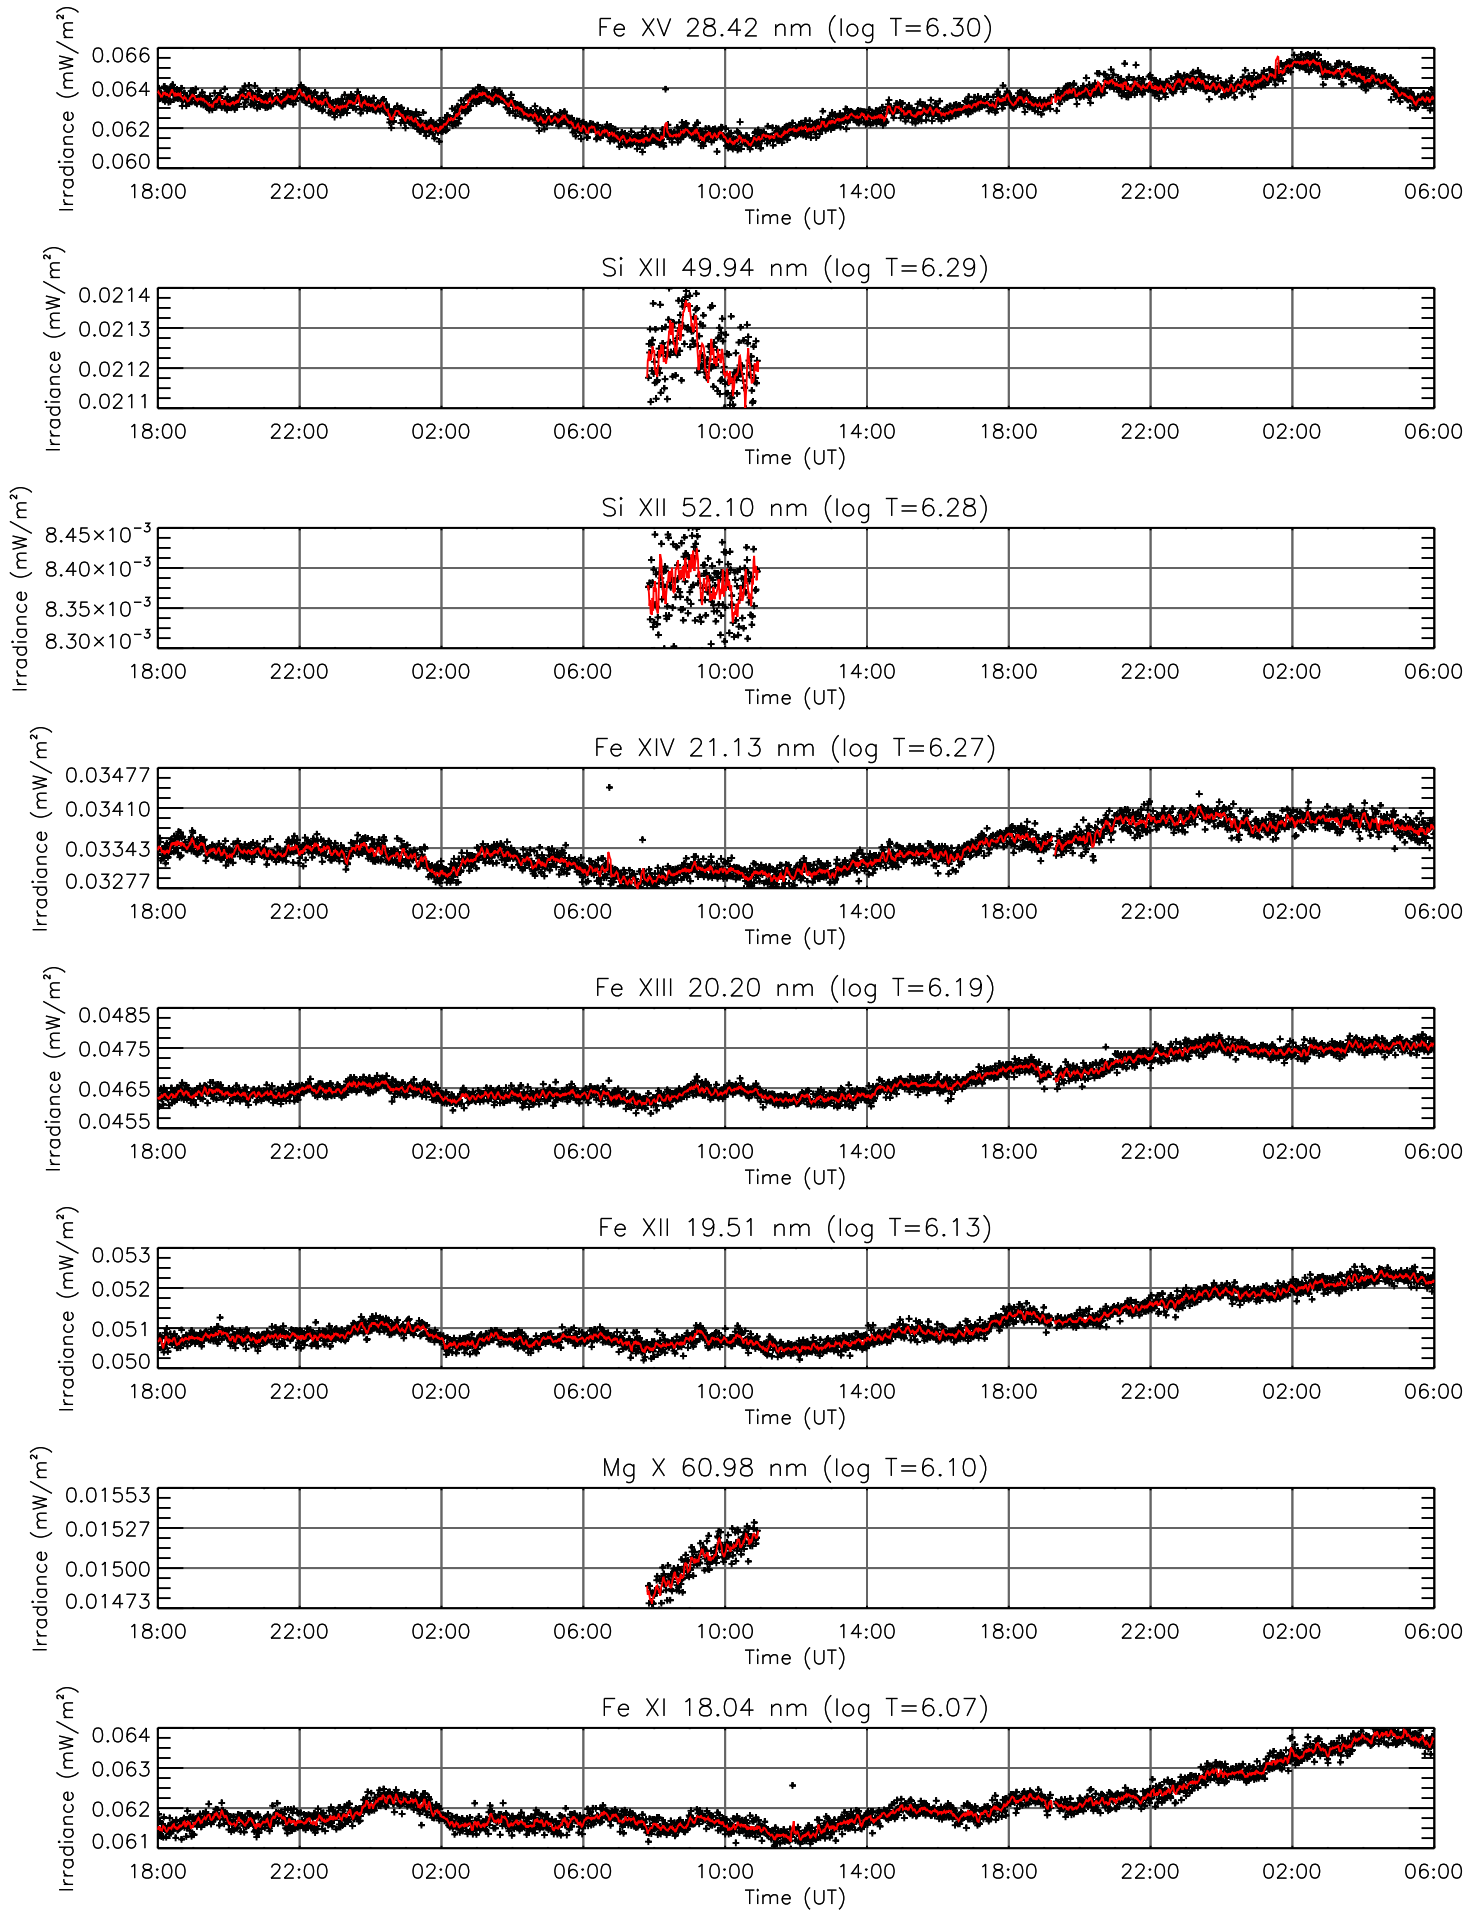 Fe XV 28.42 nm (log T=6.30)
Irradiance (mW/m²)
0.066
0.064
0.062
0.060
18:00 22:00 02:00 06:00 10:00 14:00 18:00 22:00 02:00 06:00
Time (UT)
Si XII 49.94 nm (log T=6.29)
Irradiance (mW/m²)
0.0214
0.0213
0.0212
0.0211
18:00 22:00 02:00 06:00 10:00 14:00 18:00 22:00 02:00 06:00
Time (UT)
Si XII 52.10 nm (log T=6.28)
Irradiance (mW/m²)
8.45×10⁻³
8.40×10⁻³
8.35×10⁻³
8.30×10⁻³
18:00 22:00 02:00 06:00 10:00 14:00 18:00 22:00 02:00 06:00
Time (UT)
Fe XIV 21.13 nm (log T=6.27)
Irradiance (mW/m²)
0.03477
0.03410
0.03343
0.03277
18:00 22:00 02:00 06:00 10:00 14:00 18:00 22:00 02:00 06:00
Time (UT)
Fe XIII 20.20 nm (log T=6.19)
Irradiance (mW/m²)
0.0485
0.0475
0.0465
0.0455
18:00 22:00 02:00 06:00 10:00 14:00 18:00 22:00 02:00 06:00
Time (UT)
Fe XII 19.51 nm (log T=6.13)
Irradiance (mW/m²)
0.053
0.052
0.051
0.050
18:00 22:00 02:00 06:00 10:00 14:00 18:00 22:00 02:00 06:00
Time (UT)
Mg X 60.98 nm (log T=6.10)
Irradiance (mW/m²)
0.01553
0.01527
0.01500
0.01473
18:00 22:00 02:00 06:00 10:00 14:00 18:00 22:00 02:00 06:00
Time (UT)
Fe XI 18.04 nm (log T=6.07)
Irradiance (mW/m²)
0.064
0.063
0.062
0.061
18:00 22:00 02:00 06:00 10:00 14:00 18:00 22:00 02:00 06:00
Time (UT)